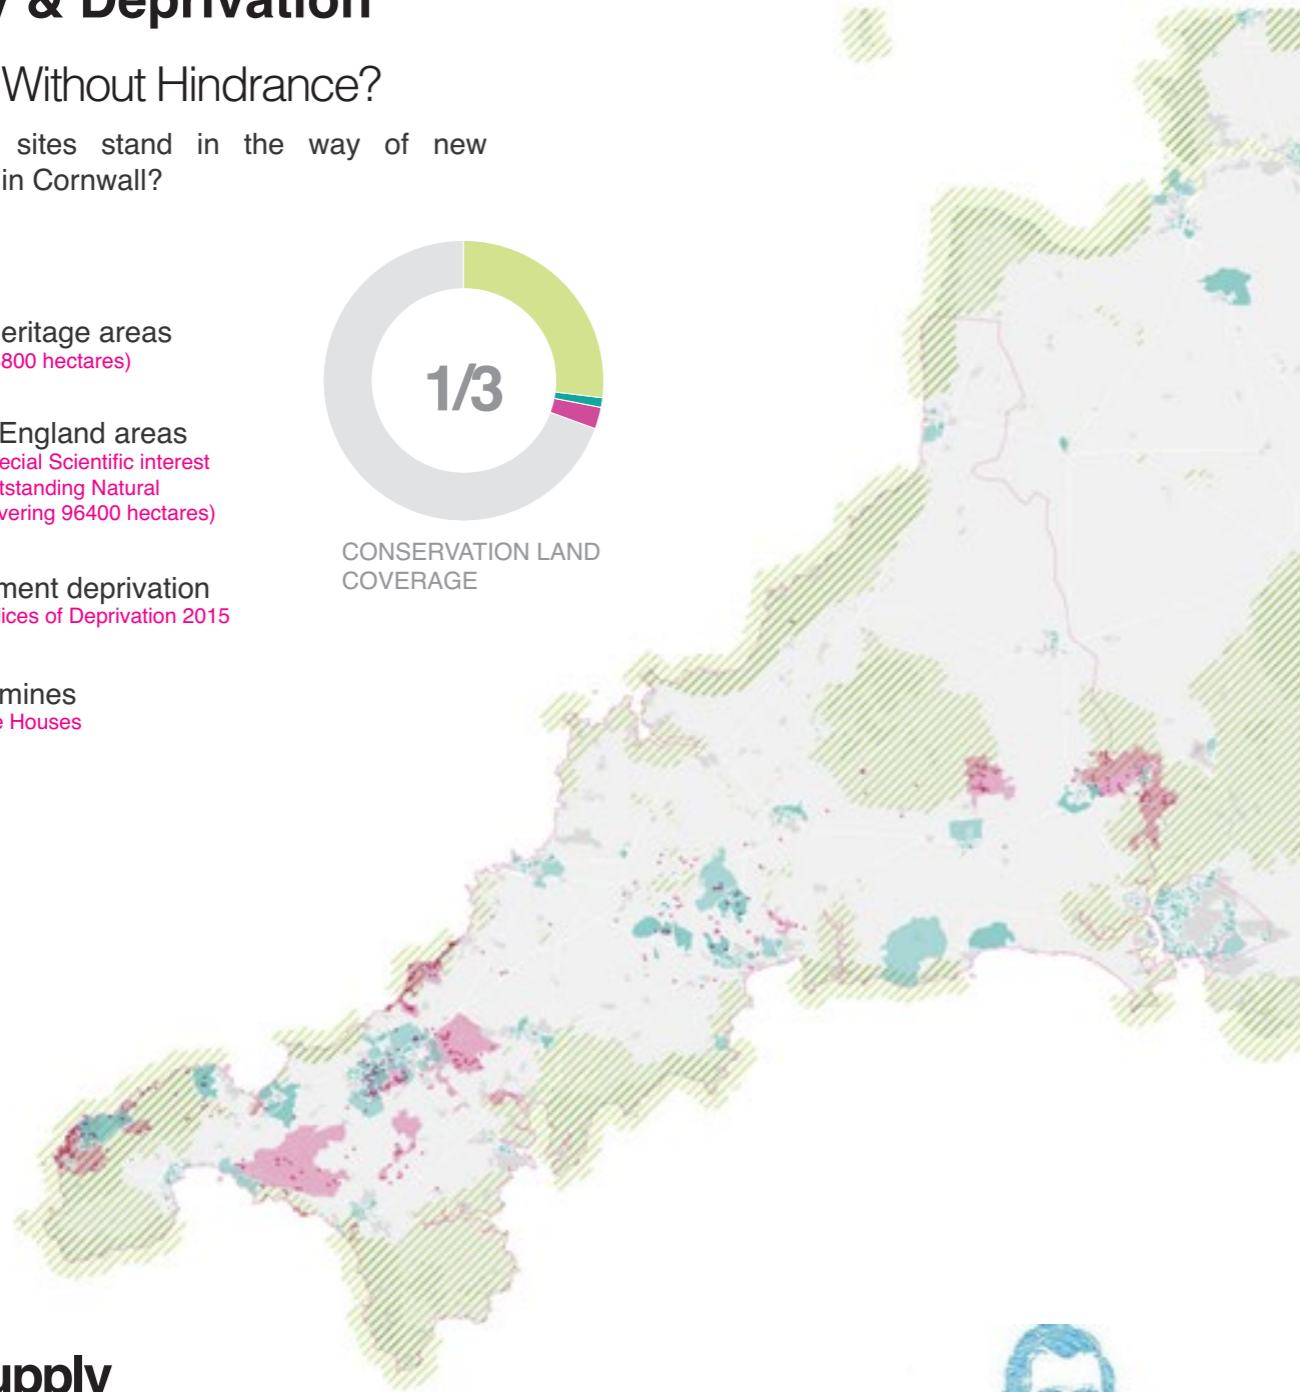 y & Deprivation
Without Hindrance?
sites stand in the way of new
in Cornwall?
eritage areas
800 hectares)
England areas
ecial Scientific interest
tstanding Natural
vering 96400 hectares)
ment deprivation
ices of Deprivation 2015
mines
e Houses
1/3
CONSERVATION LAND
COVERAGE
upply